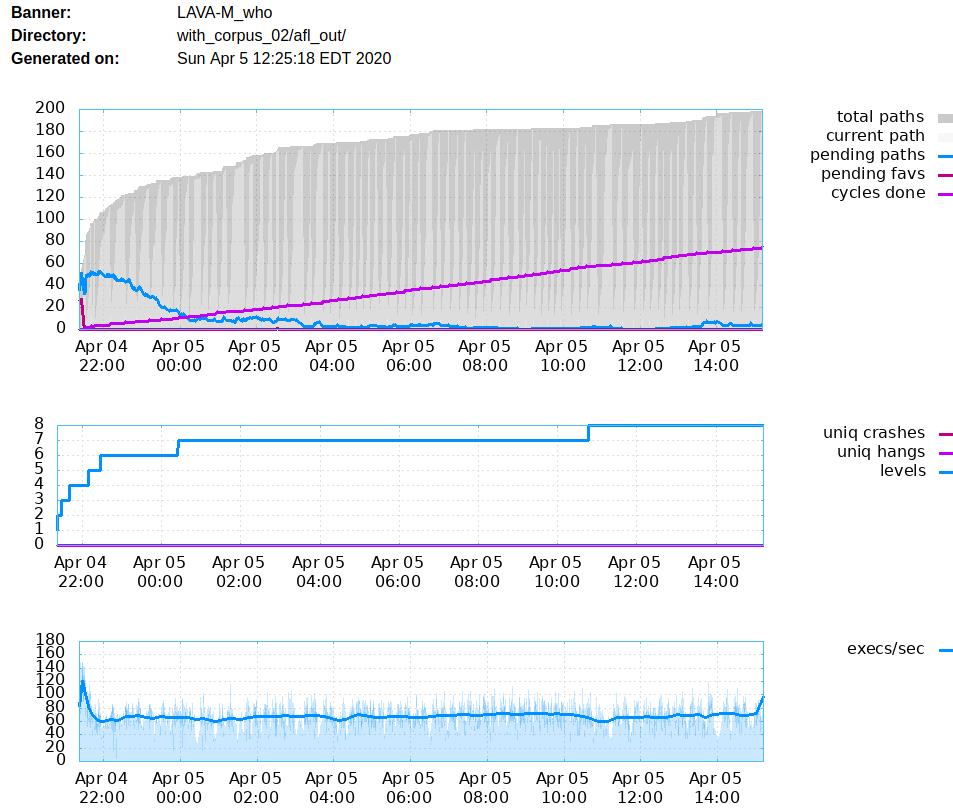 Banner: LAVA-M_who
Directory: with_corpus_02/afl_out/
Generated on: Sun Apr 5 12:25:18 EDT 2020
200
180
160
140
120
100
80
60
40
20
0
total paths
current path
pending paths
pending favs
cycles done
Apr 04 Apr 05 Apr 05 Apr 05 Apr 05 Apr 05 Apr 05 Apr 05 Apr 05
22:00 00:00 02:00 04:00 06:00 08:00 10:00 12:00 14:00
8
7
6
5
4
3
2
1
0
uniq crashes
uniq hangs
levels
Apr 04 Apr 05 Apr 05 Apr 05 Apr 05 Apr 05 Apr 05 Apr 05 Apr 05
22:00 00:00 02:00 04:00 06:00 08:00 10:00 12:00 14:00
180
160
140
120
100
80
60
40
20
0
execs/sec
Apr 04 Apr 05 Apr 05 Apr 05 Apr 05 Apr 05 Apr 05 Apr 05 Apr 05
22:00 00:00 02:00 04:00 06:00 08:00 10:00 12:00 14:00